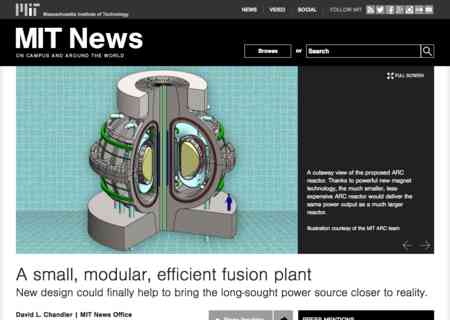 MIT
Massachusetts Institute of Technology
NEWS | VIDEO | SOCIAL | FOLLOW MIT
MIT News
ON CAMPUS AND AROUND THE WORLD
Browse or Search
FULL SCREEN
A cutaway view of the proposed ARC
reactor. Thanks to powerful new magnet
technology, the much smaller, less
expensive ARC reactor would deliver the
same power output as a much larger
reactor.
Illustration courtesy of the MIT ARC team
A small, modular, efficient fusion plant
New design could finally help to bring the long-sought power source closer to reality.
David L. Chandler | MIT News Office
PRESS MENTIONS